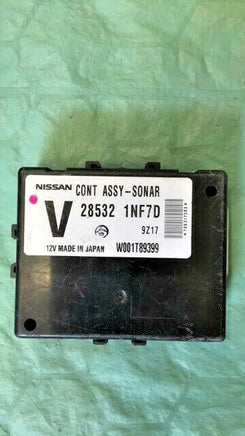 NISSAN CONT ASSY-SONAR
V 28532 1NF7D
9Z17
12V MADE IN JAPAN W001T89399